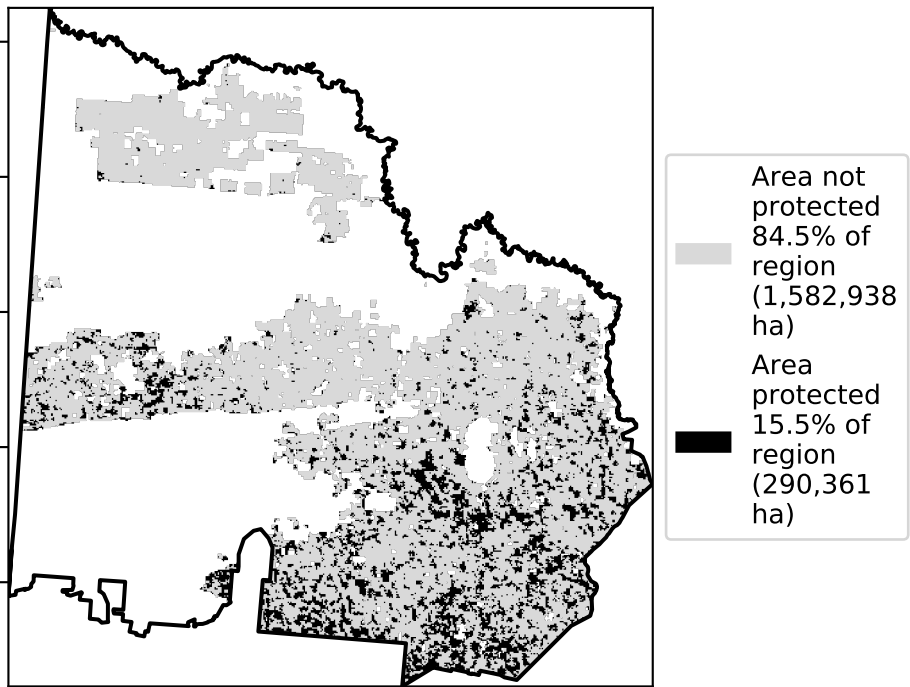 Area not
protected
84.5% of
region
(1,582,938
ha)
Area
protected
15.5% of
region
(290,361
ha)